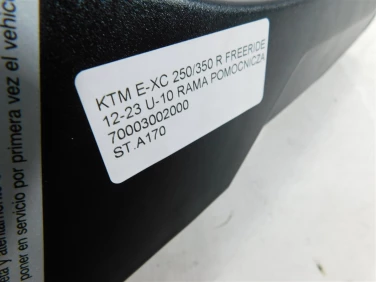 KTM E-XC 250/350 R FREERIDE
12-23 U-10 RAMA POMOCNICZA
70003002000
ST.A170
poner en servicio por primera vez el vehíc